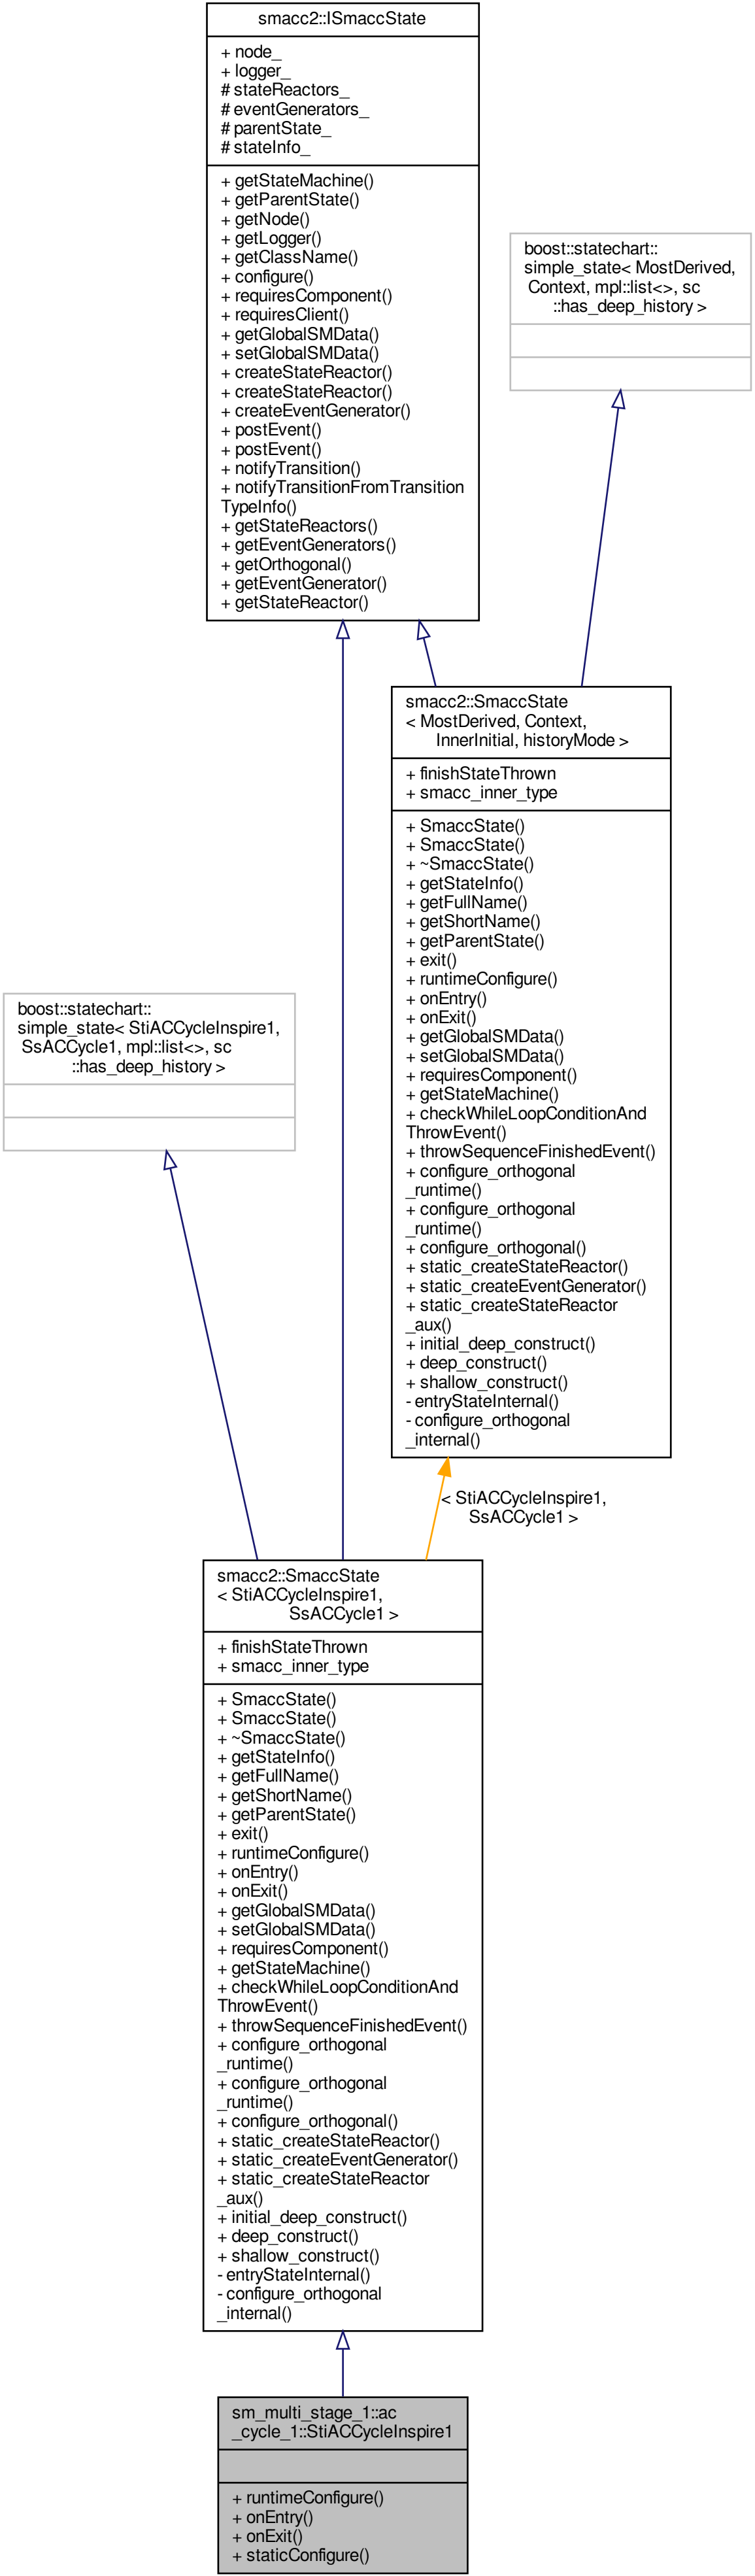 smacc2::ISmaccState
+ node_
+ logger_
# stateReactors_
# eventGenerators_
# parentState_
# stateInfo_
+ getStateMachine()
+ getParentState()
+ getNode()
+ getLogger()
+ getClassName()
+ configure()
+ requiresComponent()
+ requiresClient()
+ getGlobalSMData()
+ setGlobalSMData()
+ createStateReactor()
+ createStateReactor()
+ createEventGenerator()
+ postEvent()
+ postEvent()
+ notifyTransition()
+ notifyTransitionFromTransition
TypeInfo()
+ getStateReactors()
+ getEventGenerators()
+ getOrthogonal()
+ getEventGenerator()
+ getStateReactor()
boost::statechart::
simple_state< MostDerived,
Context, mpl::list<>, sc
::has_deep_history >
smacc2::SmaccState
< MostDerived, Context,
InnerInitial, historyMode >
+ finishStateThrown
+ smacc_inner_type
+ SmaccState()
+ SmaccState()
+ ~SmaccState()
+ getStateInfo()
+ getFullName()
+ getShortName()
+ getParentState()
+ exit()
+ runtimeConfigure()
+ onEntry()
+ onExit()
+ getGlobalSMData()
+ setGlobalSMData()
+ requiresComponent()
+ getStateMachine()
+ checkWhileLoopConditionAnd
ThrowEvent()
+ throwSequenceFinishedEvent()
+ configure_orthogonal
_runtime()
+ configure_orthogonal
_runtime()
+ configure_orthogonal()
+ static_createStateReactor()
+ static_createEventGenerator()
+ static_createStateReactor
_aux()
+ initial_deep_construct()
+ deep_construct()
+ shallow_construct()
- entryStateInternal()
- configure_orthogonal
_internal()
boost::statechart::
simple_state< StiACCycleInspire1,
SsACCycle1, mpl::list<>, sc
::has_deep_history >
< StiACCycleInspire1,
SsACCycle1 >
smacc2::SmaccState
< StiACCycleInspire1,
SsACCycle1 >
+ finishStateThrown
+ smacc_inner_type
+ SmaccState()
+ SmaccState()
+ ~SmaccState()
+ getStateInfo()
+ getFullName()
+ getShortName()
+ getParentState()
+ exit()
+ runtimeConfigure()
+ onEntry()
+ onExit()
+ getGlobalSMData()
+ setGlobalSMData()
+ requiresComponent()
+ getStateMachine()
+ checkWhileLoopConditionAnd
ThrowEvent()
+ throwSequenceFinishedEvent()
+ configure_orthogonal
_runtime()
+ configure_orthogonal
_runtime()
+ configure_orthogonal()
+ static_createStateReactor()
+ static_createEventGenerator()
+ static_createStateReactor
_aux()
+ initial_deep_construct()
+ deep_construct()
+ shallow_construct()
- entryStateInternal()
- configure_orthogonal
_internal()
sm_multi_stage_1::ac
_cycle_1::StiACCycleInspire1
+ runtimeConfigure()
+ onEntry()
+ onExit()
+ staticConfigure()